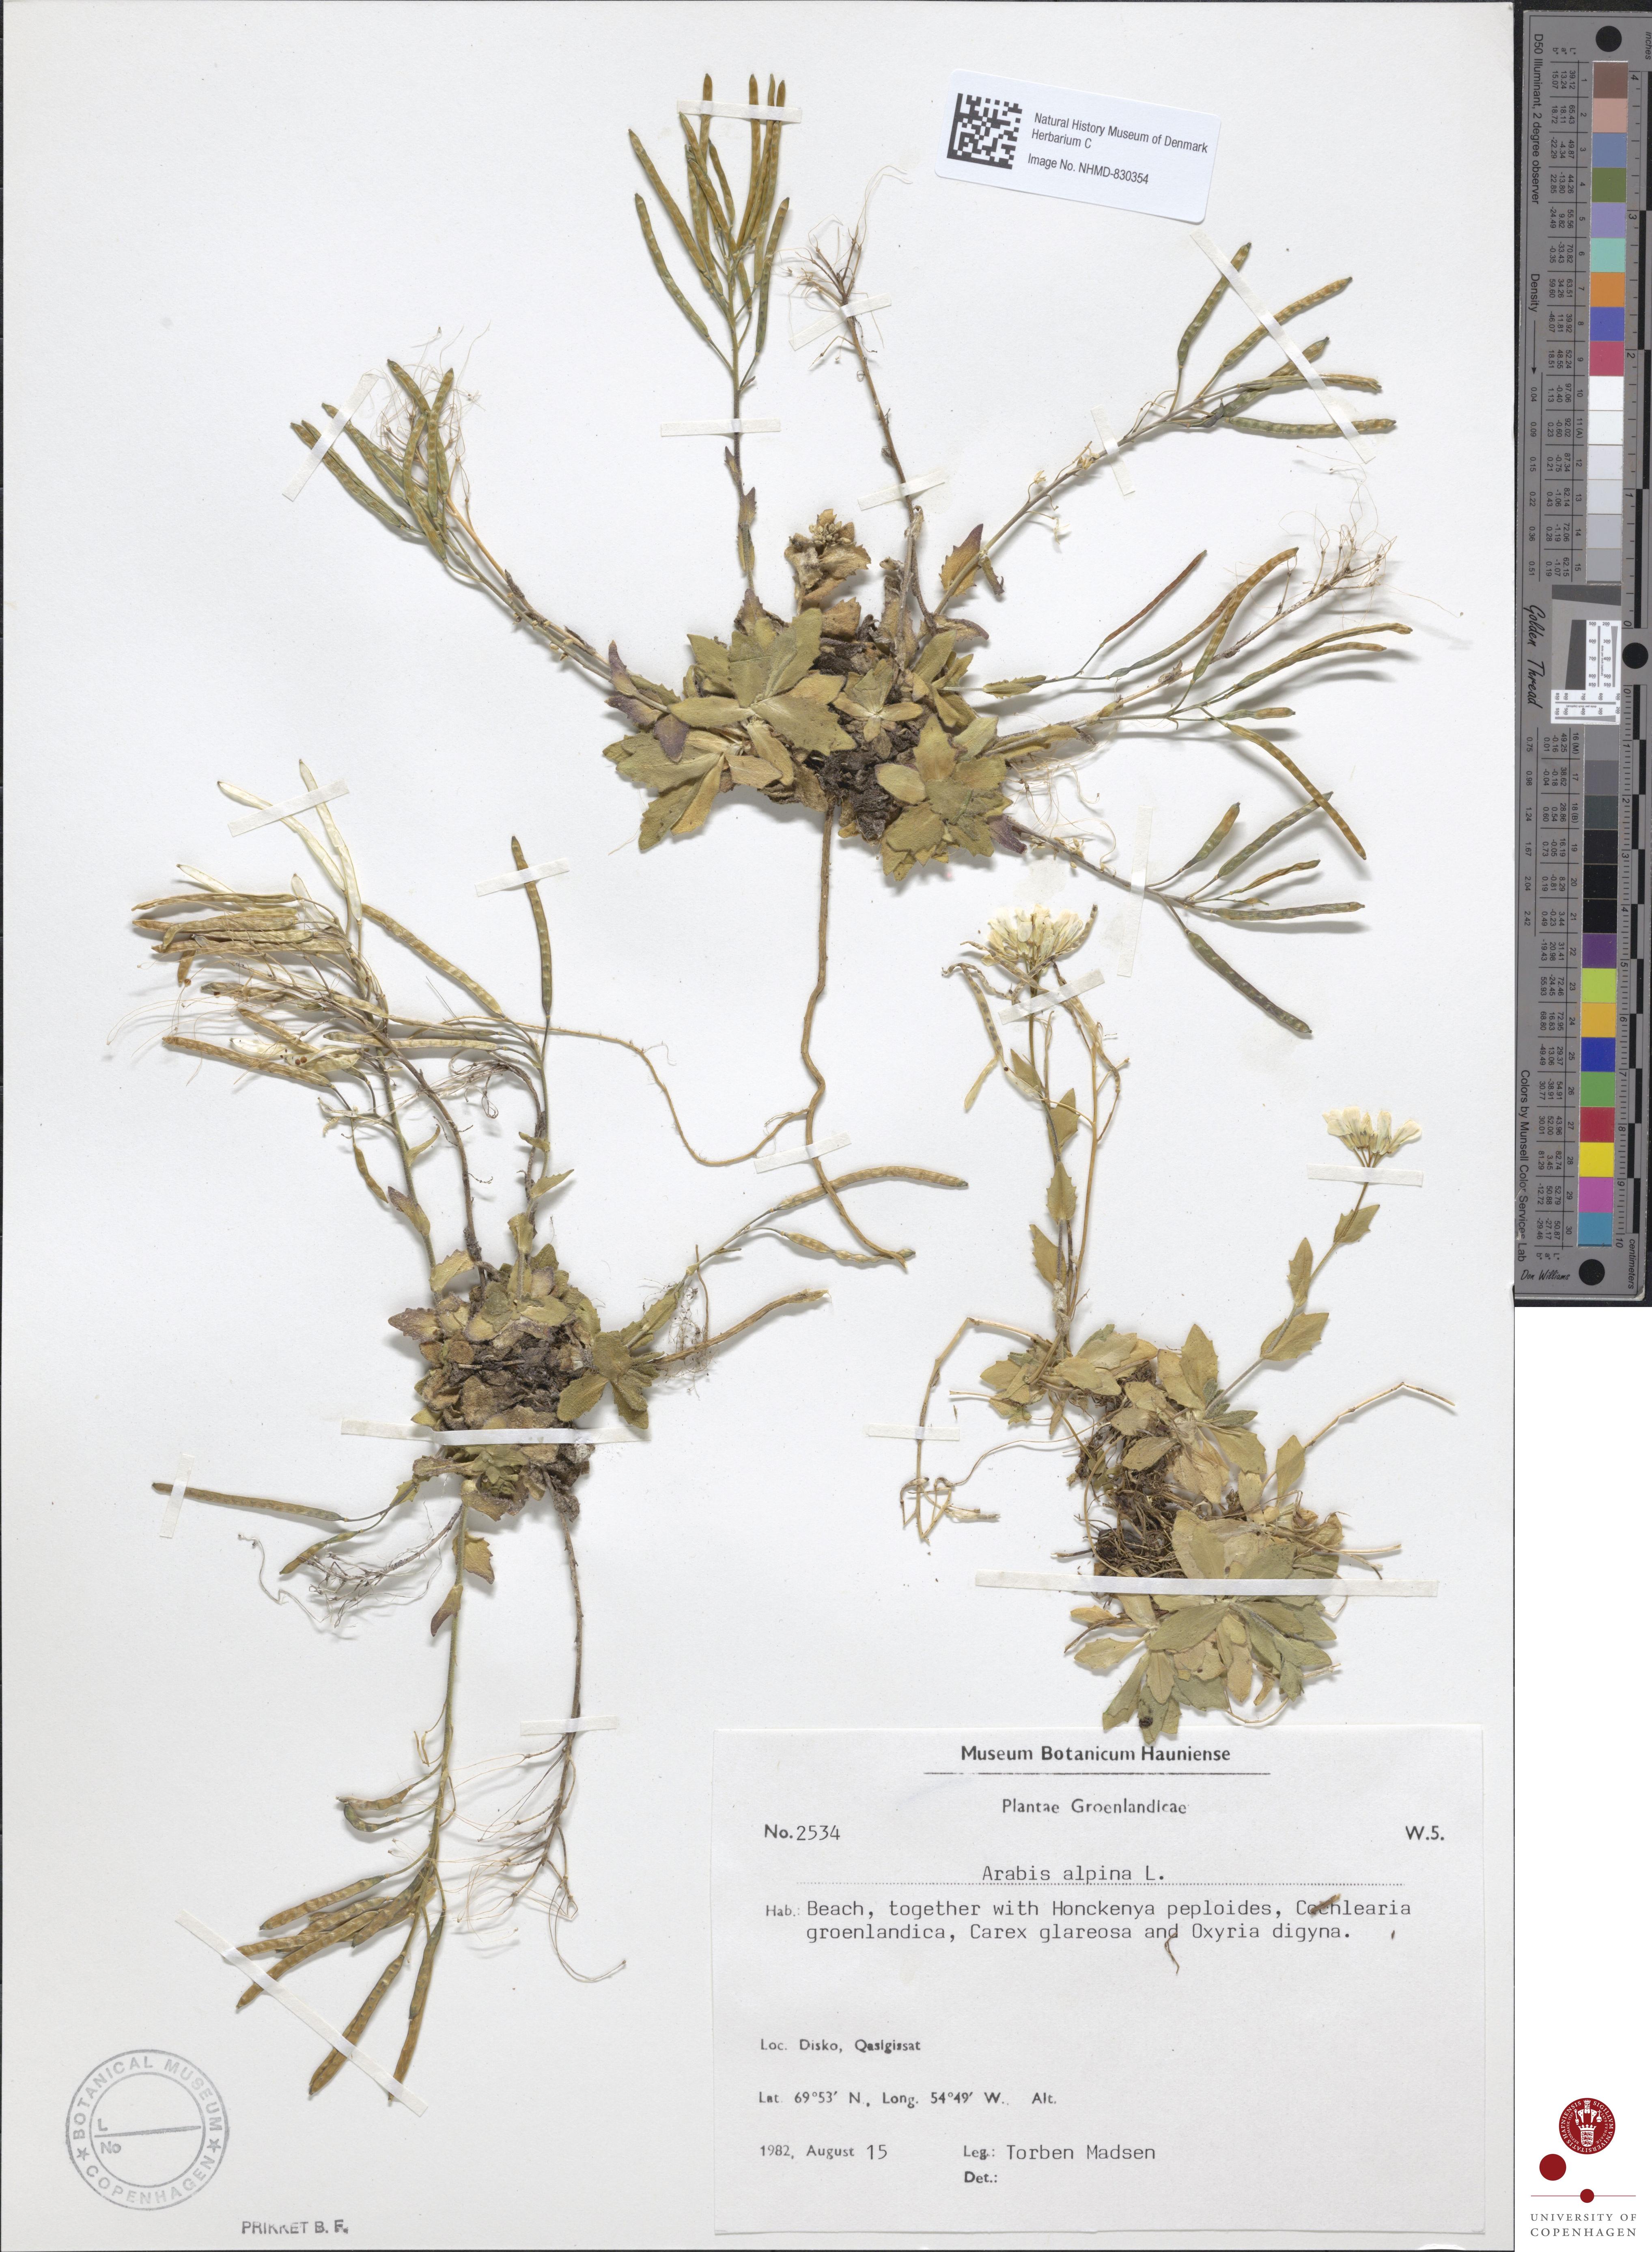 Natural History Museum of Denmark
Herbarium C
Image No. NHMD-830354
Museum Botanicum Hauniense
Plantae Groenlandicae
No. 2534 W.5.
Arabis alpina L.
Hab.: Beach, together with Honckenya peploides, Cochlearia
groenlandica, Carex glareosa and Oxyria digyna.
Loc. Disko, Qaslgissat
Lat. 69°53′ N., Long. 54°49′ W. Alt.
1982, August 15 Leg.: Torben Madsen
Det.:
BOTANICAL MUSEUM
L
No
COPENHAGEN
PRIKKET B. F.
inches
D50 Illuminant, 2 degree observer
Density
Golden Thread
Colors by Munsell Color Services Lab
Don Williams
centimeters
UNIVERSITY OF
COPENHAGEN